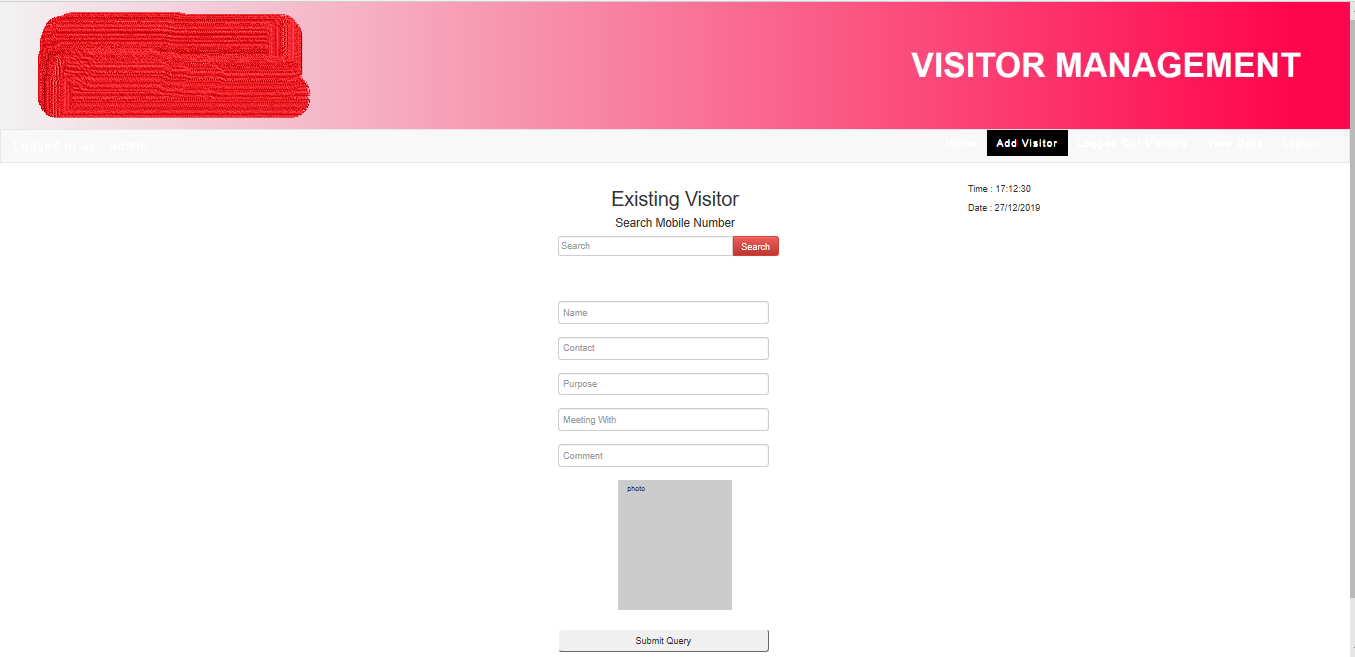 VISITOR MANAGEMENT
Logged in as admin
Home Add Visitor Logged Out Visitors View Data Logout
Existing Visitor
Time : 17:12:30
Date : 27/12/2019
Search Mobile Number
Search Search
Name
Contact
Purpose
Meeting With
Comment
photo
Submit Query